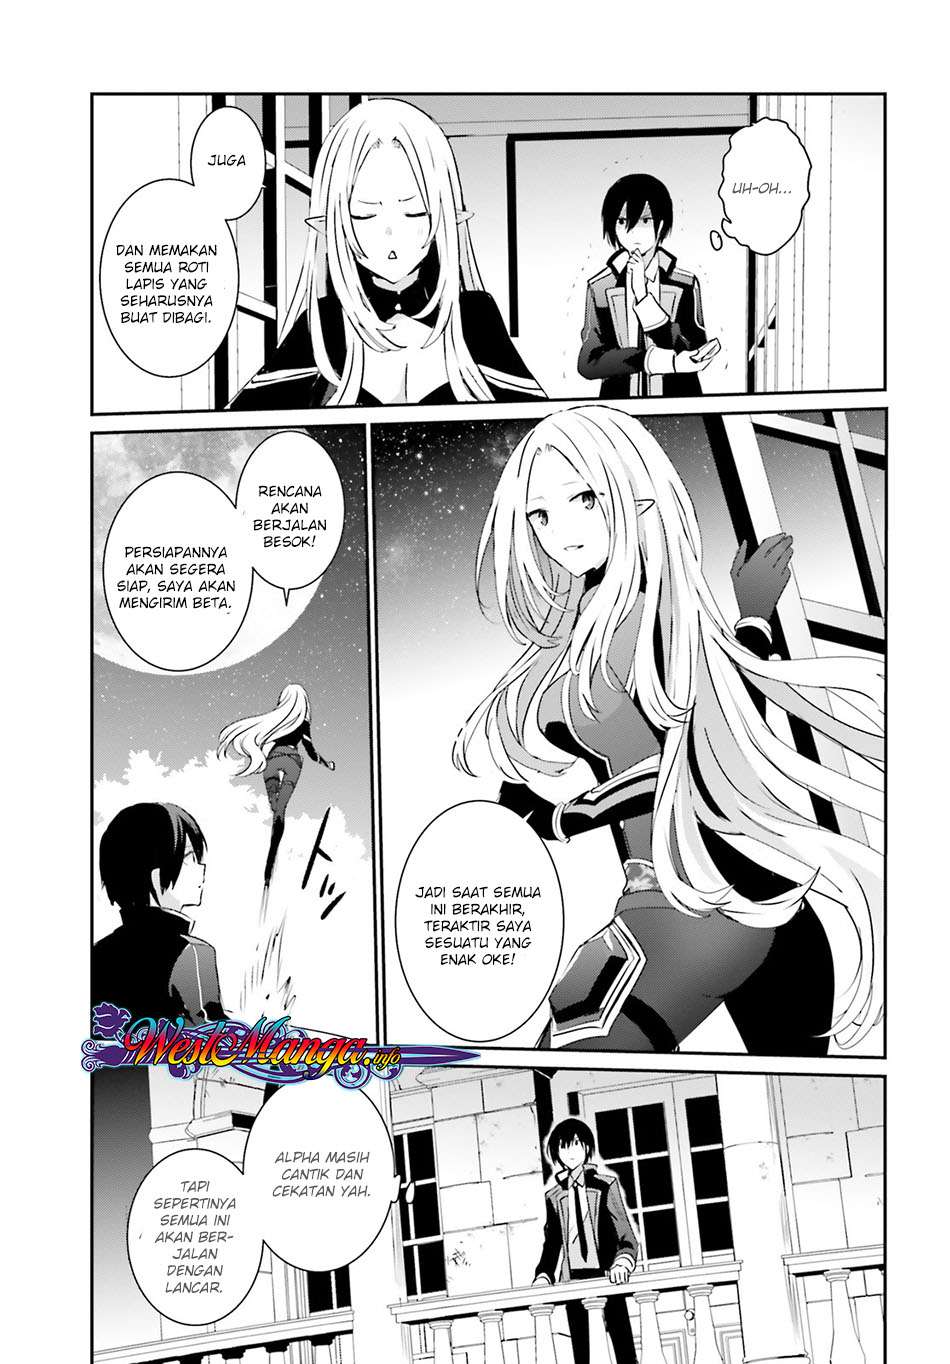 UH-OH...
JUGA
DAN MEMAKAN
SEMUA ROTI
LAPIS YANG
SEHARUSNYA
BUAT DIBAGI.
JADI SAAT SEMUA
INI BERAKHIR,
TERAKTIR SAYA
SESUATU YANG
ENAK OKE!
RENCANA
AKAN
BERJALAN
BESOK!
PERSIAPANNYA
AKAN SEGERA
SIAP, SAYA AKAN
MENGIRIM BETA.
WestManga.info
ALPHA MASIH
CANTIK DAN
CEKATAN YAH.
TAPI
SEPERTINYA
SEMUA INI
AKAN BER-
JALAN
DENGAN
LANCAR.